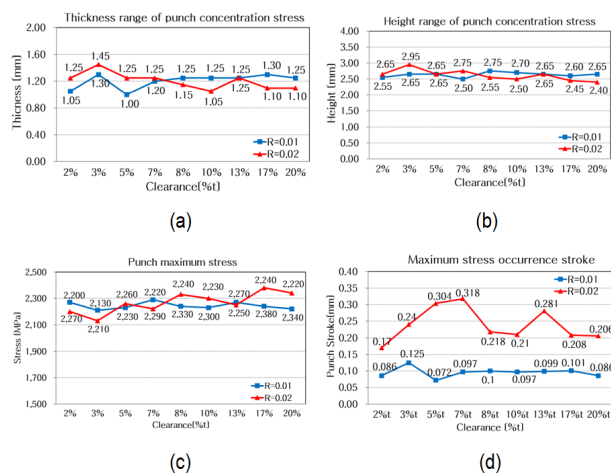 Thickness range of punch concentration stress
2.00
1.60
1.20
0.80
0.40
0.00
Thickness (mm)
1.25 1.45 1.25 1.25 1.25 1.25 1.25 1.30 1.25
1.05 1.30 1.00 1.20 1.15 1.05 1.25 1.10 1.10
R=0.01
R=0.02
2% 3% 5% 7% 8% 10% 13% 17% 20%
Clearance(%t)
(a)
Height range of punch concentration stress
4.00
3.50
3.00
2.50
2.00
1.50
1.00
0.50
0.00
Height (mm)
2.65 2.95 2.65 2.75 2.75 2.70 2.65 2.60 2.65
2.55 2.65 2.65 2.50 2.55 2.50 2.65 2.45 2.40
R=0.01
R=0.02
2% 3% 5% 7% 8% 10% 13% 17% 20%
Clearance(%t)
(b)
Punch maximum stress
2,500
2,300
2,100
1,900
1,700
1,500
Stress (MPa)
2,200 2,130 2,260 2,220 2,240 2,230 2,270 2,240 2,220
2,270 2,210 2,230 2,290 2,330 2,300 2,250 2,380 2,340
R=0.01
R=0.02
2% 3% 5% 7% 8% 10% 13% 17% 20%
Clearance(%t)
(c)
Maximum stress occurrence stroke
0.40
0.35
0.30
0.25
0.20
0.15
0.10
0.05
0.00
Punch Stroke(mm)
R=0.01
R=0.02
0.17 0.24 0.304 0.318 0.218 0.21 0.281 0.208 0.206
0.086 0.125 0.072 0.097 0.1 0.097 0.099 0.101 0.086
2%t 3%t 5%t 7%t 8%t 10%t 13%t 17%t 20%t
Clearance (%t)
(d)